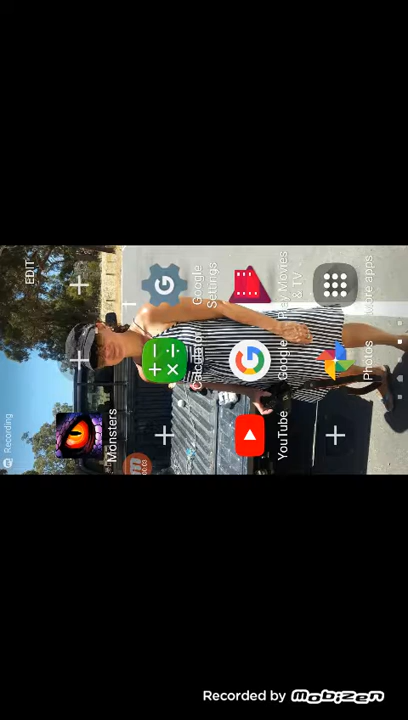 Recording
EDIT
Monsters
Calculator
Google
Settings
YouTube
Google
Play Movies
& TV
Photos
More apps
Recorded by MOBIZEN